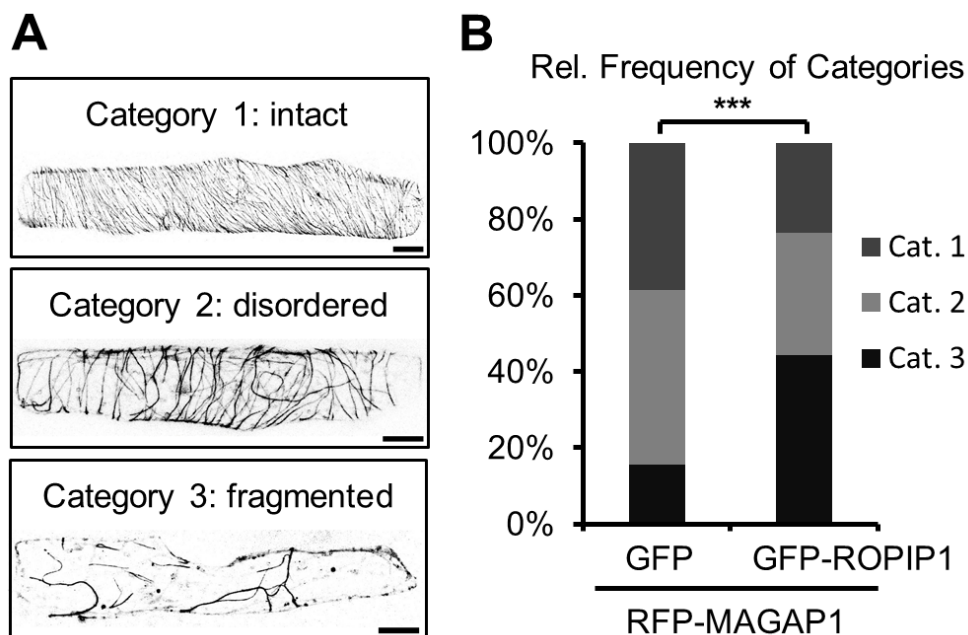 A
Category 1: intact
Category 2: disordered
Category 3: fragmented
B
Rel. Frequency of Categories
***
100%
80%
60%
40%
20%
0%
Cat. 1
Cat. 2
Cat. 3
GFP
GFP-ROPIP1
RFP-MAGAP1